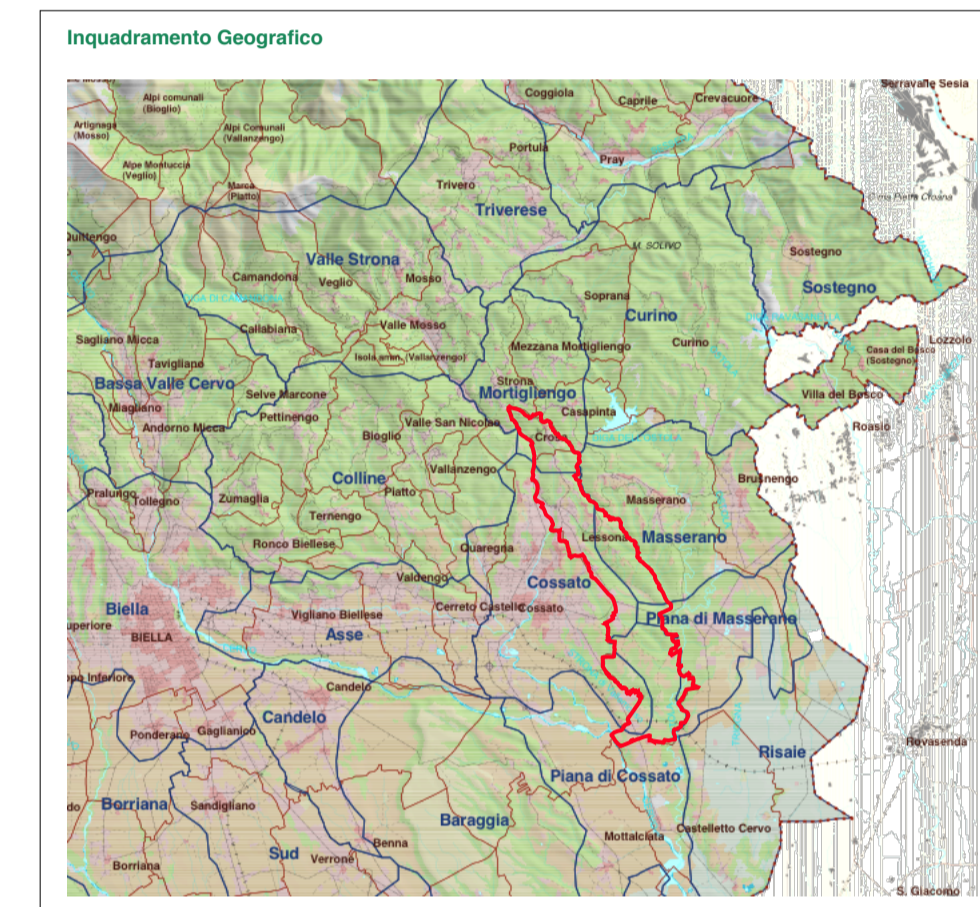 Inquadramento Geografico
Serravalle Sesia
Coggiola
Caprile
Crevacuore
Alpi comunali
(Bioglio)
Artignaga
(Mosso)
Alpi Comunali
(Vallanzengo)
Portula
Pray
Alpe Montuccia
(Veglio)
Marca
(Piatto)
Trivero
Triverese
Cima Pietra Croana
Quittengo
M. SOLIVO
Sostegno
Valle Strona
Camandona
Veglio
Mosso
Sostegno
Soprana
Curino
Callabiana
Valle Mosso
Sagliano Micca
Mezzana Mortigliengo
Curino
Lozzolo
Isola amm. (Vallanzengo)
Casa del Bosco
(Sostegno)
Tavigliano
Bassa Valle Cervo
Strona
Mortigliengo
Selve Marcone
Villa del Bosco
Miagliano
Casapinta
Pettinengo
Valle San Nicolao
Andorno Micca
Roasio
Bioglio
Crosa
Vallanzengo
Colline
Brusnengo
Pralungo
Tollegno
Zumaglia
Piatto
Masserano
Ternengo
Lessona
Masserano
Ronco Biellese
Quaregna
Valdengo
Cossato
Biella
Vigliano Biellese
Cerreto Castello
Cossato
Piana di Masserano
BIELLA
Asse
Candelo
Candelo
Ponderano
Gaglianico
Rovasenda
Risaie
Piana di Cossato
Borriana
Sandigliano
Baraggia
Mottalciata
Castelletto Cervo
Benna
Sud
Verrone
Borriana
S. Giacomo